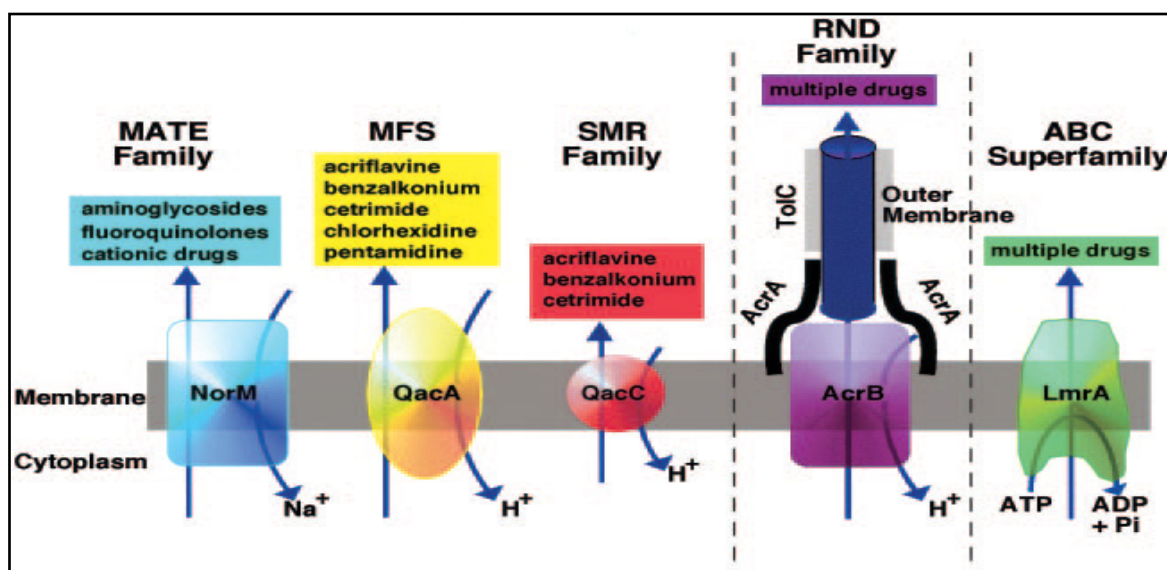 MATE
Family
aminoglycosides
fluoroquinolones
cationic drugs
NorM
Na+
MFS
acriflavine
benzalkonium
cetrimide
chlorhexidine
pentamidine
QacA
H+
SMR
Family
acriflavine
benzalkonium
cetrimide
QacC
H+
RND
Family
multiple drugs
TolC
Outer
Membrane
AcrA
AcrA
AcrB
H+
ABC
Superfamily
multiple drugs
LmrA
ATP
ADP
+ Pi
Membrane
Cytoplasm